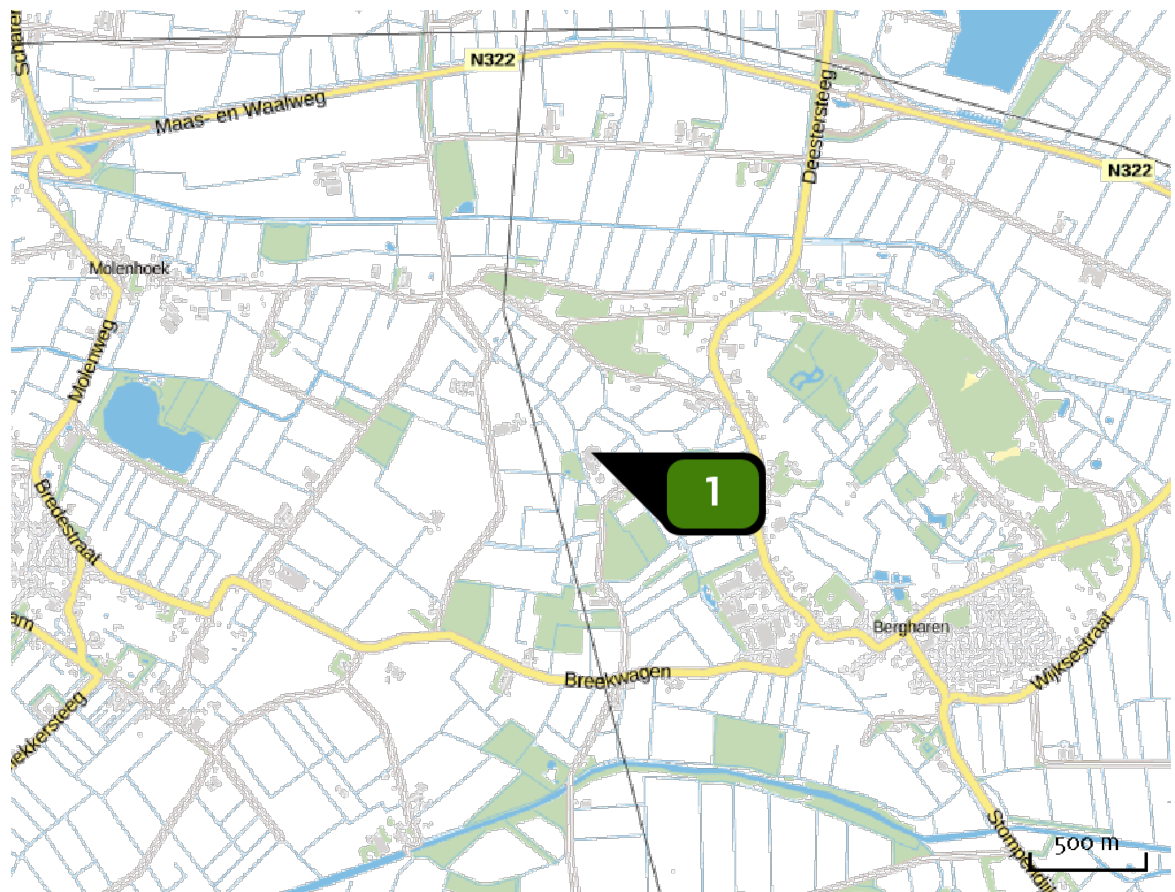 N322
Maas- en Waalweg
Deestersteeg
N322
Molenhoek
Molenweg
1
Bredestraat
Bergharen
Wijksestraat
Breekwagen
500 m